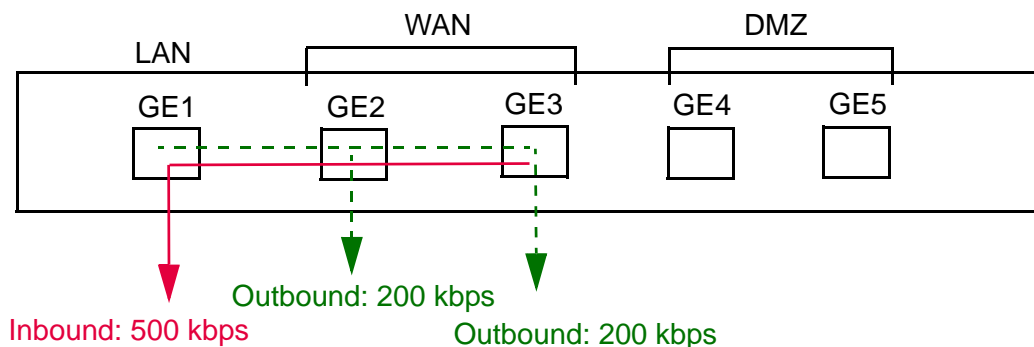 WAN
DMZ
LAN
GE1
GE2
GE3
GE4
GE5
Outbound: 200 kbps
Inbound: 500 kbps
Outbound: 200 kbps